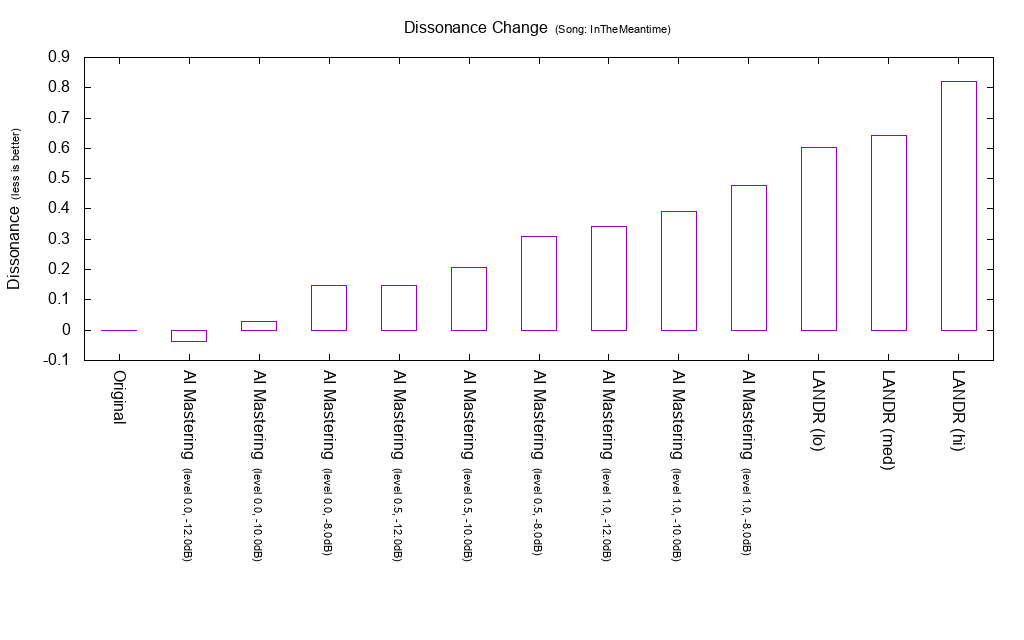 Dissonance Change (Song: InTheMeantime)
0.9
0.8
0.7
0.6
0.5
0.4
0.3
0.2
0.1
0
-0.1
Dissonance (less is better)
Original
AI Mastering (level 0.0, -12.0dB)
AI Mastering (level 0.0, -10.0dB)
AI Mastering (level 0.0, -8.0dB)
AI Mastering (level 0.5, -12.0dB)
AI Mastering (level 0.5, -10.0dB)
AI Mastering (level 0.5, -8.0dB)
AI Mastering (level 1.0, -12.0dB)
AI Mastering (level 1.0, -10.0dB)
AI Mastering (level 1.0, -8.0dB)
LANDR (lo)
LANDR (med)
LANDR (hi)